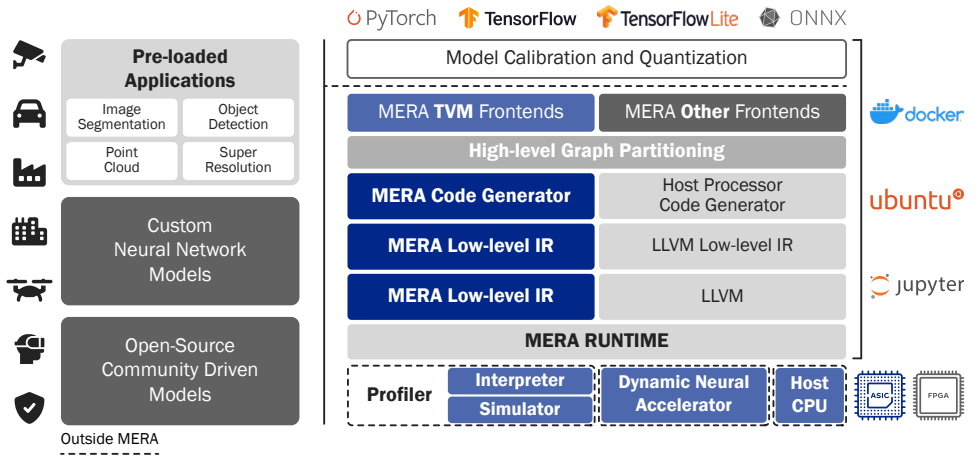 PyTorch
TensorFlow
TensorFlow Lite
ONNX
Pre-loaded
Applications
Image
Segmentation
Object
Detection
Point
Cloud
Super
Resolution
Custom
Neural Network
Models
Open-Source
Community Driven
Models
Outside MERA
Model Calibration and Quantization
MERA TVM Frontends
MERA Other Frontends
High-level Graph Partitioning
MERA Code Generator
Host Processor
Code Generator
MERA Low-level IR
LLVM Low-level IR
MERA Low-level IR
LLVM
MERA RUNTIME
Profiler
Interpreter
Simulator
Dynamic Neural
Accelerator
Host
CPU
docker
ubuntu
jupyter
ASIC
FPGA